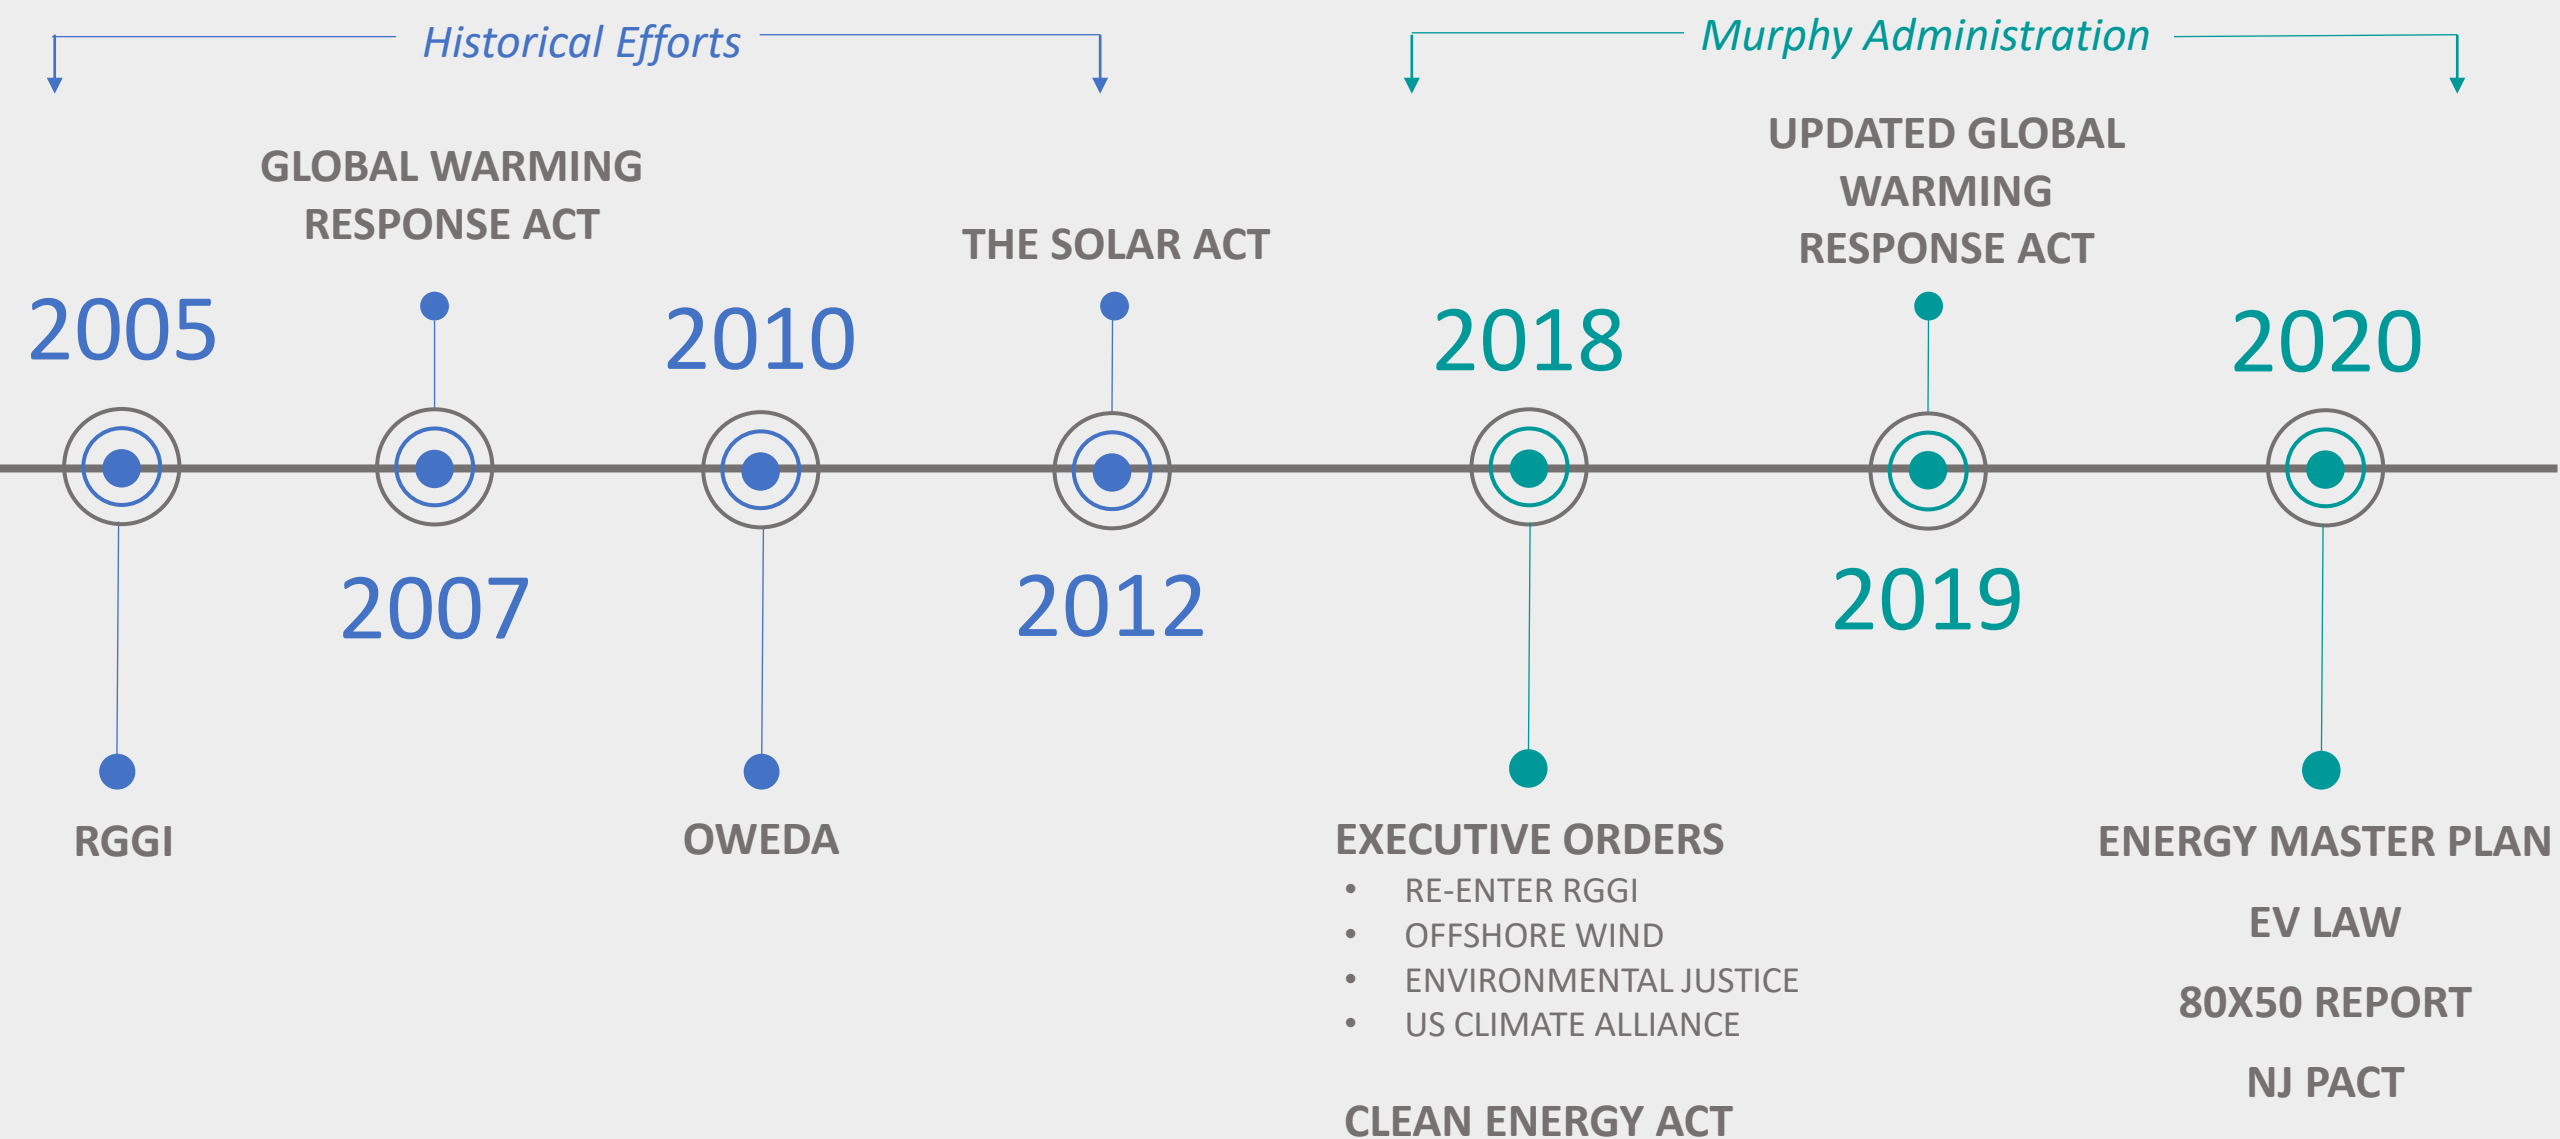 Historical Efforts
Murphy Administration
GLOBAL WARMING
RESPONSE ACT
THE SOLAR ACT
UPDATED GLOBAL
WARMING
RESPONSE ACT
2005
2010
2018
2020
2007
2012
2019
RGGI
OWEDA
EXECUTIVE ORDERS
• RE-ENTER RGGI
• OFFSHORE WIND
• ENVIRONMENTAL JUSTICE
• US CLIMATE ALLIANCE
CLEAN ENERGY ACT
ENERGY MASTER PLAN
EV LAW
80X50 REPORT
NJ PACT